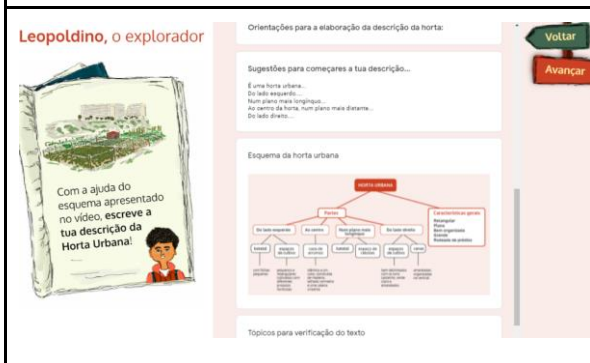 Leopoldino, o explorador
Com a ajuda do
esquema apresentado
no vídeo, escreve a
tua descrição da
Horta Urbana!
Orientações para a elaboração da descrição da horta:
Sugestões para começares a tua descrição...
É uma horta urbana...
Do lado esquerdo...
Num plano mais longínquo...
Ao centro da horta, num plano mais distante...
Do lado direito...
Esquema da horta urbana
HORTA URBANA
Partes
Características gerais
Retangular
Plana
Bem organizada
Grande
Rodeada de prédios
Do lado esquerdo
Ao centro
Num plano mais
longínquo
Do lado direito
Tópicos para verificação do texto
Voltar
Avançar